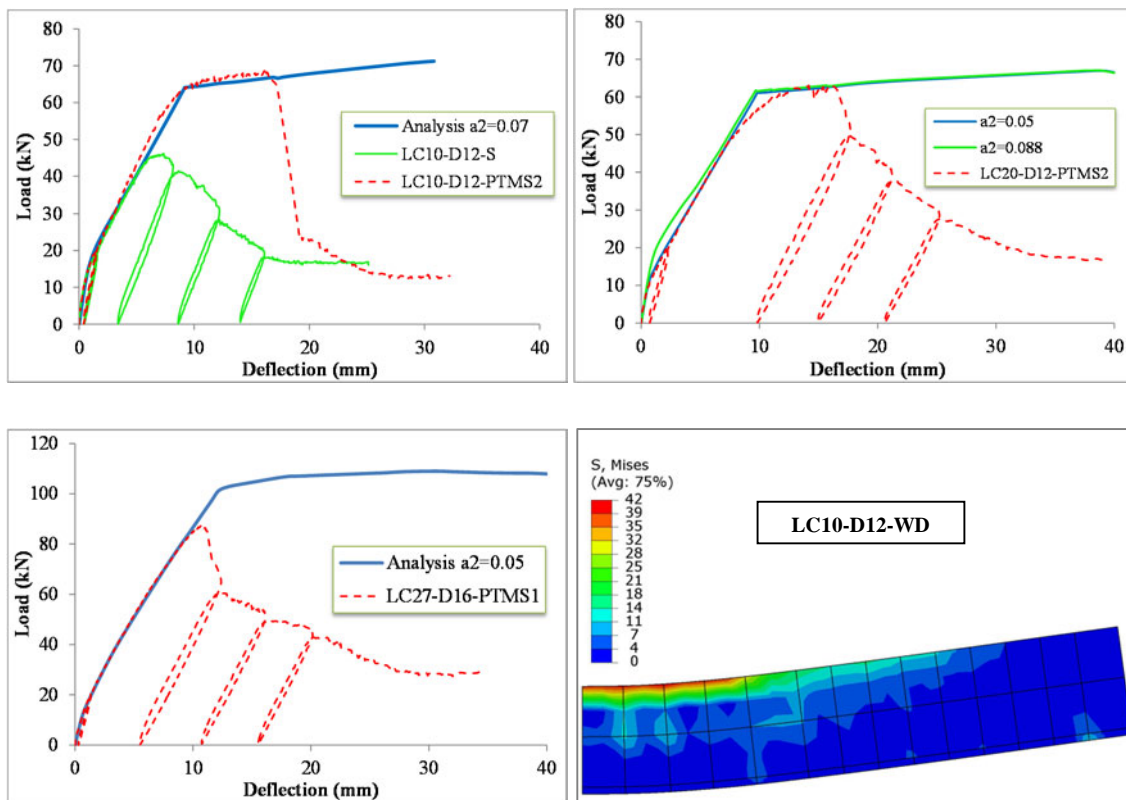 80
70
60
50
40
30
20
10
0
Load (kN)
Analysis a2=0.07
LC10-D12-S
LC10-D12-PTMS2
0 10 20 30 40
Deflection (mm)
80
70
60
50
40
30
20
10
0
Load (kN)
a2=0.05
a2=0.088
LC20-D12-PTMS2
0 10 20 30 40
Deflection (mm)
120
100
80
60
40
20
0
Load (kN)
Analysis a2=0.05
LC27-D16-PTMS1
0 10 20 30 40
Deflection (mm)
S, Mises
(Avg: 75%)
42
39
35
32
28
25
21
18
14
11
7
4
0
LC10-D12-WD